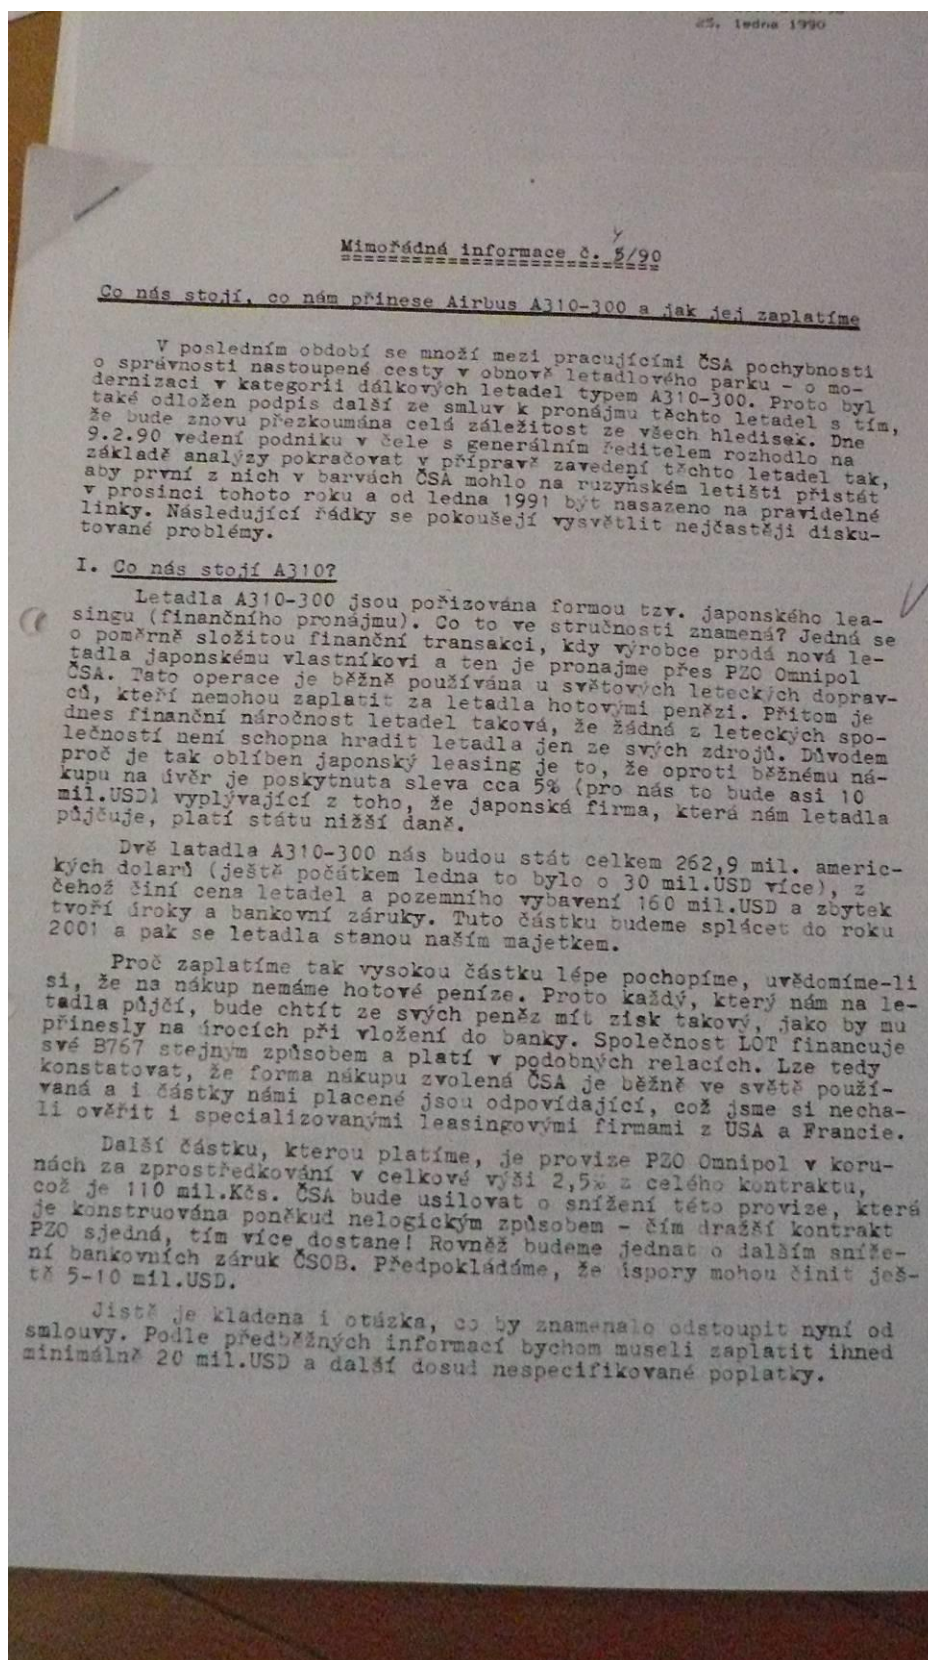 25. ledna 1990
Mimořádná informace č. 4/90
Co nás stojí, co nám přinese Airbus A310-300 a jak jej zaplatíme
V posledním období se množí mezi pracujícími ČSA pochybnosti
o správnosti nastoupené cesty v obnově letadlového parku - o mo-
dernizaci v kategorii dálkových letadel typem A310-300. Proto byl
také odložen podpis další ze smluv k pronájmu těchto letadel s tím,
že bude znovu přezkoumána celá záležitost ze všech hledisek. Dne
9.2.90 vedení podniku v čele s generálním ředitelem rozhodlo na
základě analýzy pokračovat v přípravě zavedení těchto letadel tak,
aby první z nich v barvách ČSA mohlo na ruzyňském letišti přistát
v prosinci tohoto roku a od ledna 1991 být nasazeno na pravidelné
linky. Následující řádky se pokoušejí vysvětlit nejčastěji disku-
tované problémy.
I. Co nás stojí A310?
Letadla A310-300 jsou pořizována formou tzv. japonského lea-
singu (finančního pronájmu). Co to ve stručnosti znamená? Jedná se
o poměrně složitou finanční transakci, kdy výrobce prodá nová le-
tadla japonskému vlastníkovi a ten je pronajme přes PZO Omnipol
ČSA. Tato operace je běžně používána u světových leteckých doprav-
ců, kteří nemohou zaplatit za letadla hotovými penězi. Přitom je
dnes finanční náročnost letadel taková, že žádná z leteckých spo-
lečností není schopna hradit letadla jen ze svých zdrojů. Důvodem
proč je tak oblíben japonský leasing je to, že oproti běžnému ná-
kupu na úvěr je poskytnuta sleva cca 5% (pro nás to bude asi 10
mil.USD) vyplývající z toho, že japonská firma, která nám letadla
půjčuje, platí státu nižší daně.
Dvě latadla A310-300 nás budou stát celkem 262,9 mil. americ-
kých dolarů (ještě počátkem ledna to bylo o 30 mil.USD více), z
čehož činí cena letadel a pozemního vybavení 160 mil.USD a zbytek
tvoří úroky a bankovní záruky. Tuto částku budeme splácet do roku
2001 a pak se letadla stanou naším majetkem.
Proč zaplatíme tak vysokou částku lépe pochopíme, uvědomíme-li
si, že na nákup nemáme hotové peníze. Proto každý, který nám na le-
tadla půjčí, bude chtít ze svých peněz mít zisk takový, jako by mu
přinesly na úrocích při vložení do banky. Společnost LOT financuje
své B767 stejným způsobem a platí v podobných relacích. Lze tedy
konstatovat, že forma nákupu zvolená ČSA je běžně ve světě použí-
vaná a i částky námi placené jsou odpovídající, což jsme si necha-
li ověřit i specializovanými leasingovými firmami z USA a Francie.
Další částku, kterou platíme, je provize PZO Omnipol v koru-
nách za zprostředkování v celkové výši 2,5% z celého kontraktu,
což je 110 mil.Kčs. ČSA bude usilovat o snížení této provize, která
je konstruována poněkud nelogickým způsobem - čím dražší kontrakt
PZO sjedná, tím více dostane! Rovněž budeme jednat o dalším sníže-
ní bankovních záruk ČSOB. Předpokládáme, že úspory mohou činit ješ-
tě 5-10 mil.USD.
Jistě je kladena i otázka, co by znamenalo odstoupit nyní od
smlouvy. Podle předběžných informací bychom museli zaplatit ihned
minimálně 20 mil.USD a další dosud nespecifikované poplatky.